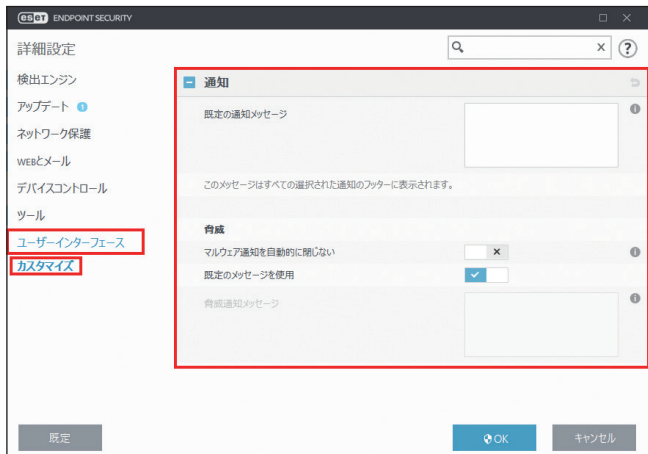 eset ENDPOINT SECURITY
詳細設定
検出エンジン
アップデート 1
ネットワーク保護
WEBとメール
デバイスコントロール
ツール
ユーザーインターフェース
カスタマイズ
通知
既定の通知メッセージ
このメッセージはすべての選択された通知のフッターに表示されます。
脅威
マルウェア通知を自動的に閉じない
既定のメッセージを使用
脅威通知メッセージ
既定
OK
キャンセル